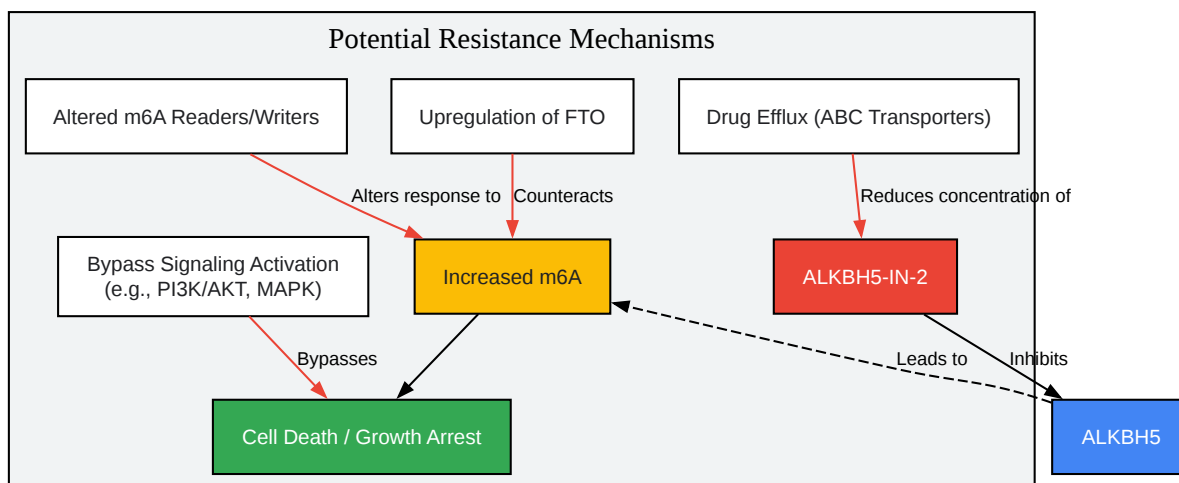 Potential Resistance Mechanisms
Altered m6A Readers/Writers
Upregulation of FTO
Drug Efflux (ABC Transporters)
Alters response to
Counteracts
Reduces concentration of
Bypass Signaling Activation
(e.g., PI3K/AKT, MAPK)
Increased m6A
ALKBH5-IN-2
Bypasses
Leads to
Inhibits
Cell Death / Growth Arrest
ALKBH5